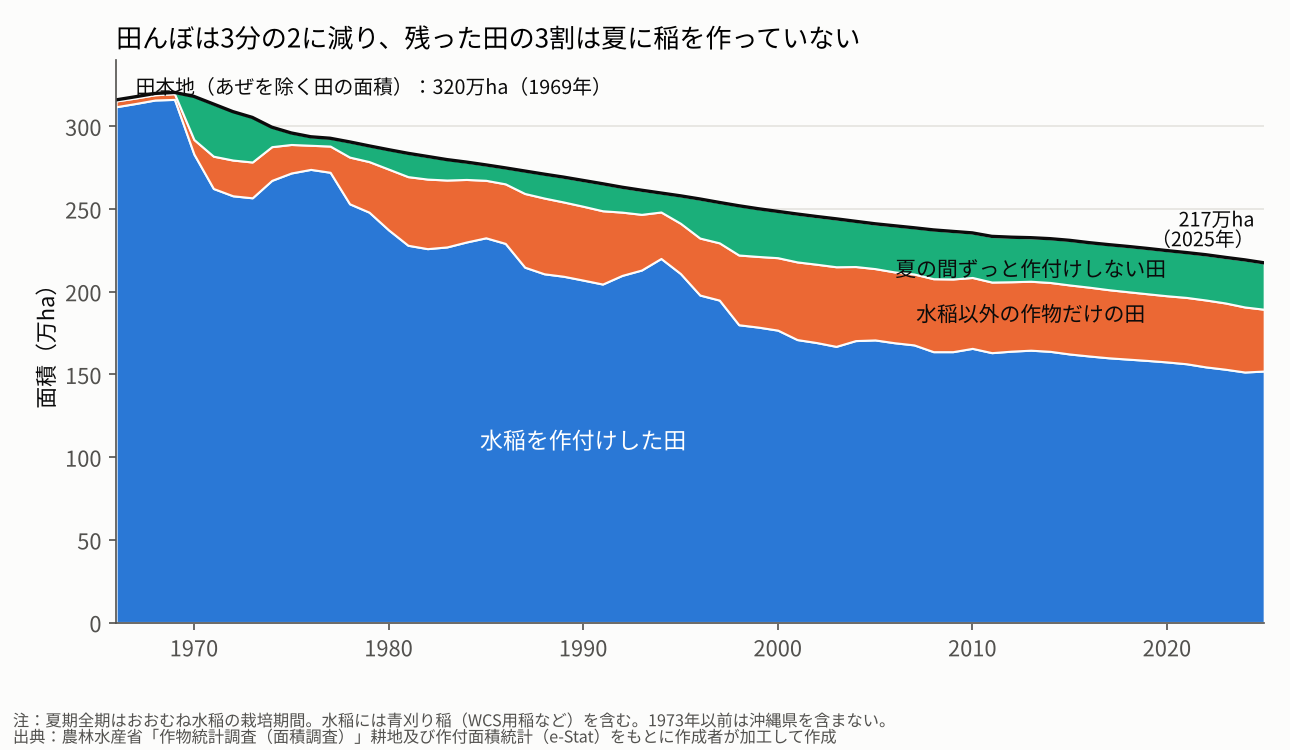 田んぼは3分の2に減り、残った田の3割は夏に稲を作っていない
田本地（あぜを除く田の面積）：320万ha（1969年）
217万ha
（2025年）
夏の間ずっと作付けしない田
水稲以外の作物だけの田
水稲を作付けした田
面積（万ha）
300
250
200
150
100
50
0
1970 1980 1990 2000 2010 2020
注：夏期全期はおおむね水稲の栽培期間。水稲には青刈り稲（WCS用稲など）を含む。1973年以前は沖縄県を含まない。
出典：農林水産省「作物統計調査（面積調査）」耕地及び作付面積統計（e-Stat）をもとに作成者が加工して作成